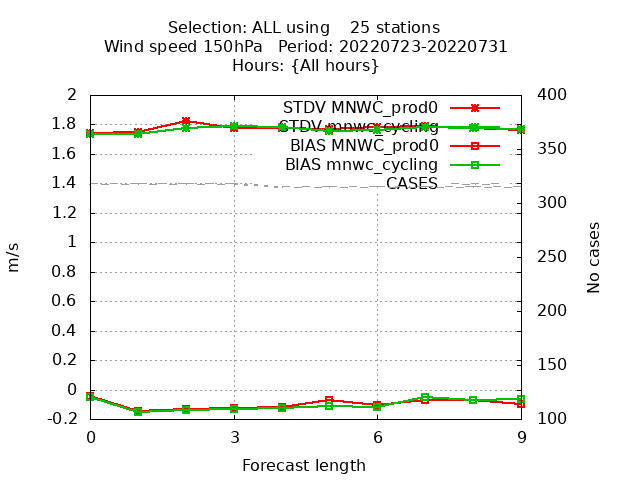 Selection: ALL using    25 stations
Wind speed 150hPa   Period: 20220723-20220731
Hours: {All hours}
2 400
STDV MNWC_prod0
1.8 STDV mnwc_cycling
350
BIAS MNWC_prod0
1.6
BIAS mnwc_cycling
1.4 CASES
300
1.2
1
m/s No cases
250
0.8
0.6
200
0.4
0.2 150
0
-0.2 100
0 3 6 9
Forecast length